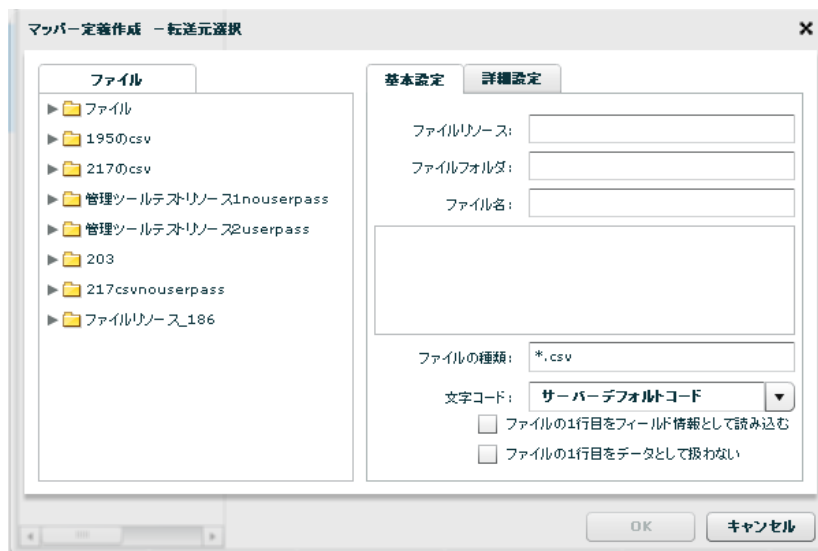 マッパー定義作成 －転送元選択
ファイル
ファイル
195のcsv
217のcsv
管理ツールテストリソース1nouserpass
管理ツールテストリソース2userpass
203
217csvnouserpass
ファイルリソース_186
基本設定 詳細設定
ファイルリソース:
ファイルフォルダ:
ファイル名:
ファイルの種類: *.csv
文字コード: サーバーデフォルトコード
ファイルの1行目をフィールド情報として読み込む
ファイルの1行目をデータとして扱わない
OK キャンセル